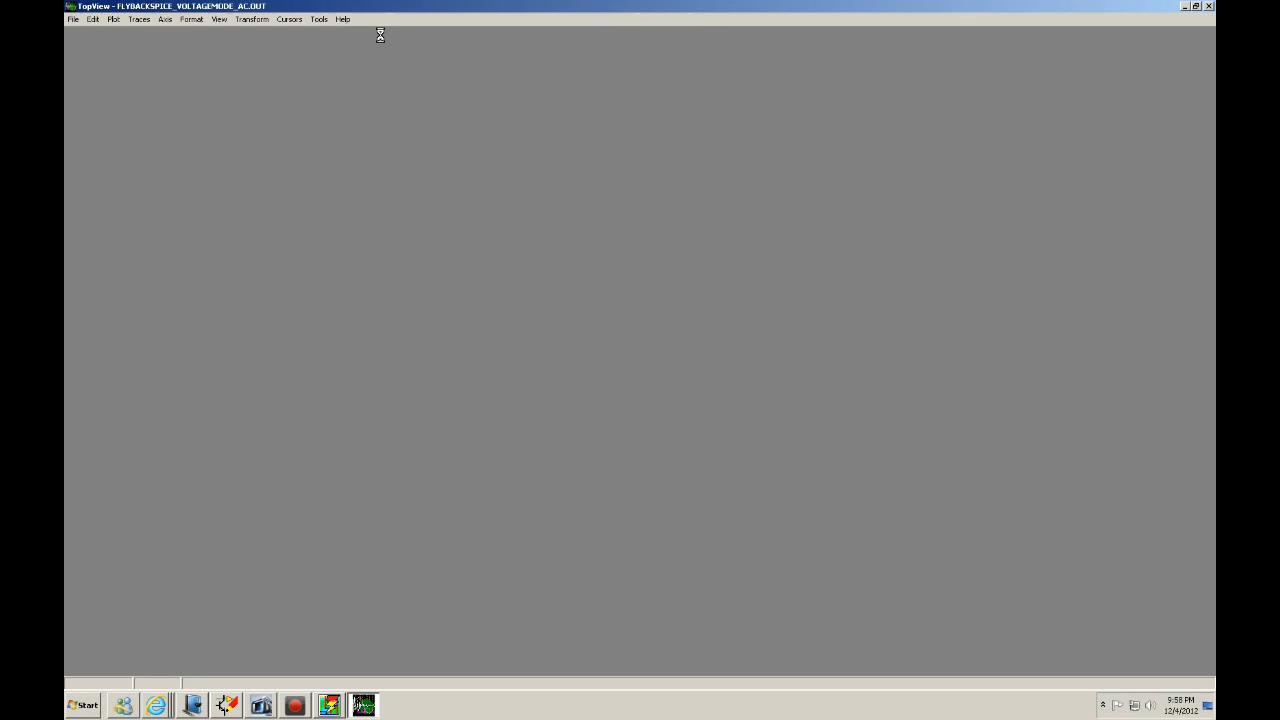 TopView - FLYBACKSPICE_VOLTAGEMODE_AC.OUT
File Edit Plot Traces Axis Format View Transform Cursors Tools Help
Start
9:58 PM
12/4/2012